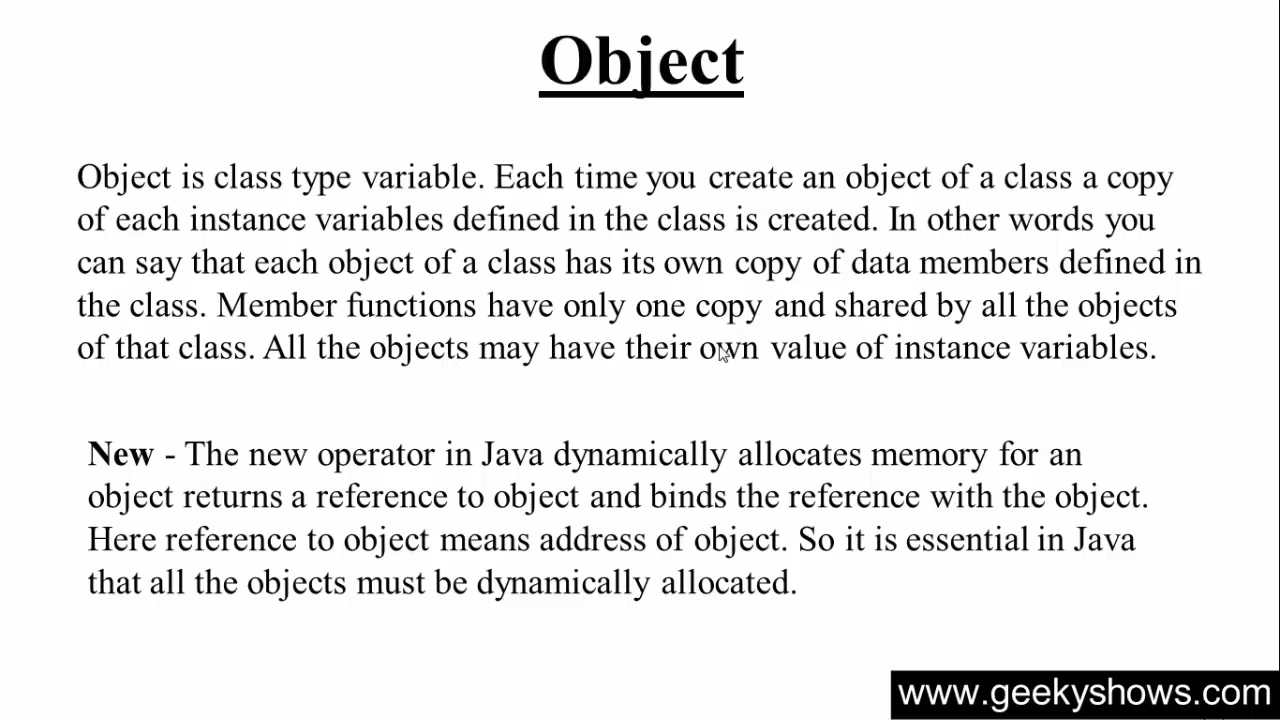 Object
Object is class type variable. Each time you create an object of a class a copy
of each instance variables defined in the class is created. In other words you
can say that each object of a class has its own copy of data members defined in
the class. Member functions have only one copy and shared by all the objects
of that class. All the objects may have their own value of instance variables.
New - The new operator in Java dynamically allocates memory for an
object returns a reference to object and binds the reference with the object.
Here reference to object means address of object. So it is essential in Java
that all the objects must be dynamically allocated.
www.geekyshows.com